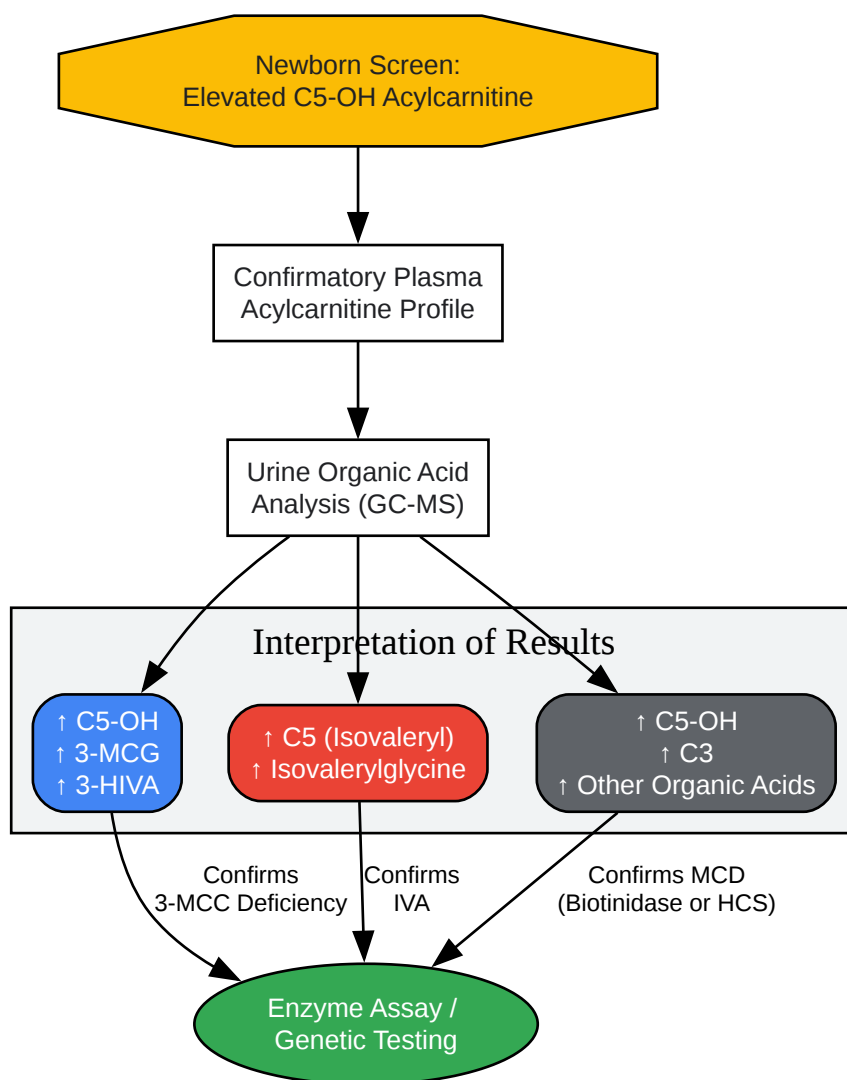 Newborn Screen:
Elevated C5-OH Acylcarnitine
Confirmatory Plasma
Acylcarnitine Profile
Urine Organic Acid
Analysis (GC-MS)
Interpretation of Results
↑ C5-OH
↑ 3-MCG
↑ 3-HIVA
↑ C5 (Isovaleryl)
↑ Isovalerylglycine
↑ C5-OH
↑ C3
↑ Other Organic Acids
Confirms
3-MCC Deficiency
Confirms
IVA
Confirms MCD
(Biotinidase or HCS)
Enzyme Assay /
Genetic Testing